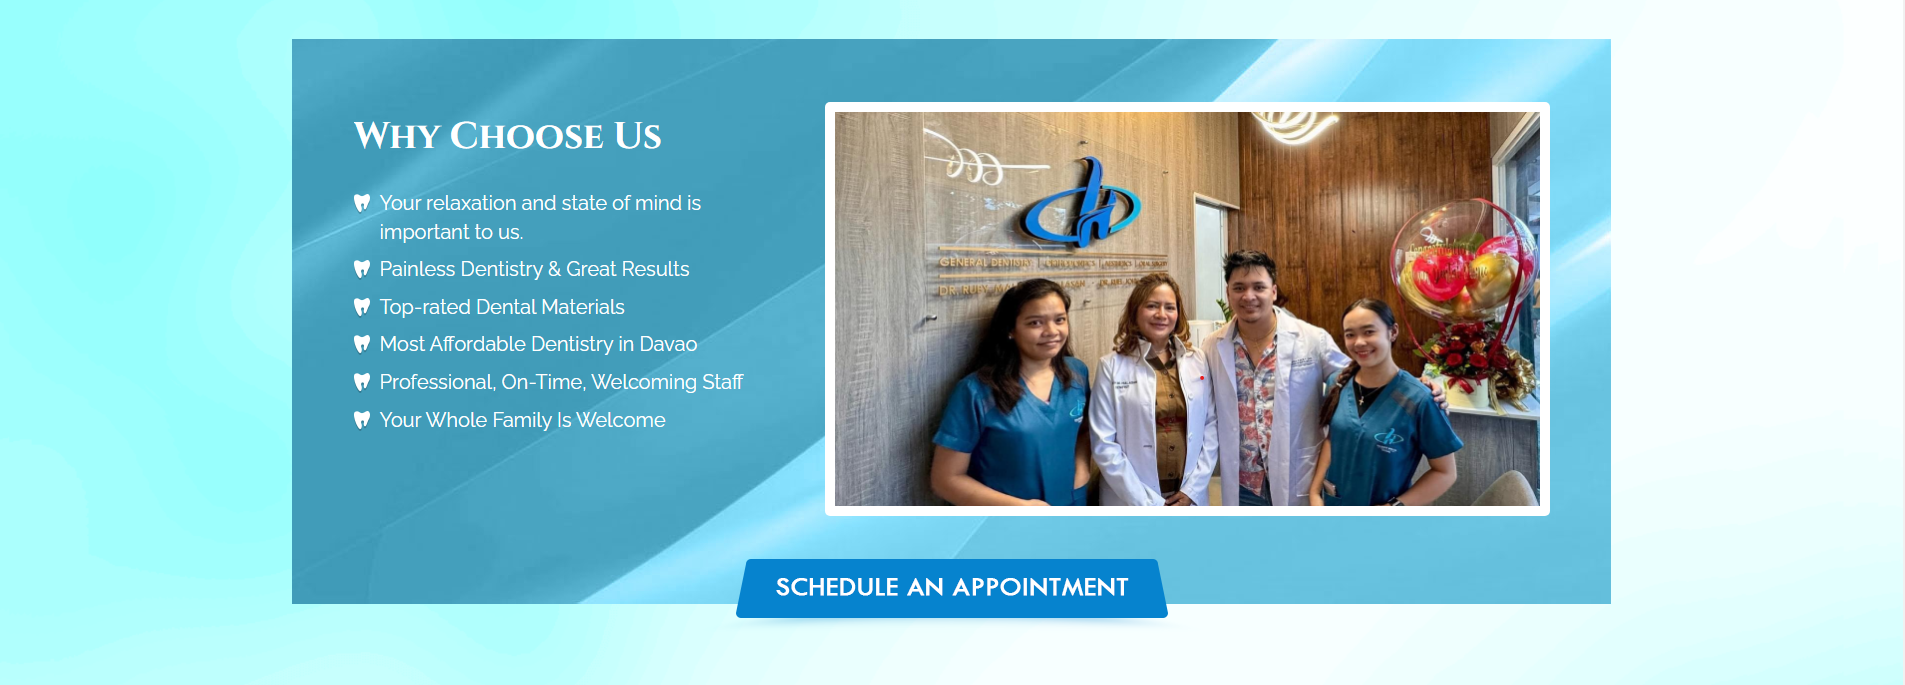 Why Choose Us
Your relaxation and state of mind is
important to us.
Painless Dentistry & Great Results
Top-rated Dental Materials
Most Affordable Dentistry in Davao
Professional, On-Time, Welcoming Staff
Your Whole Family Is Welcome
GENERAL DENTISTRY
SCHEDULE AN APPOINTMENT